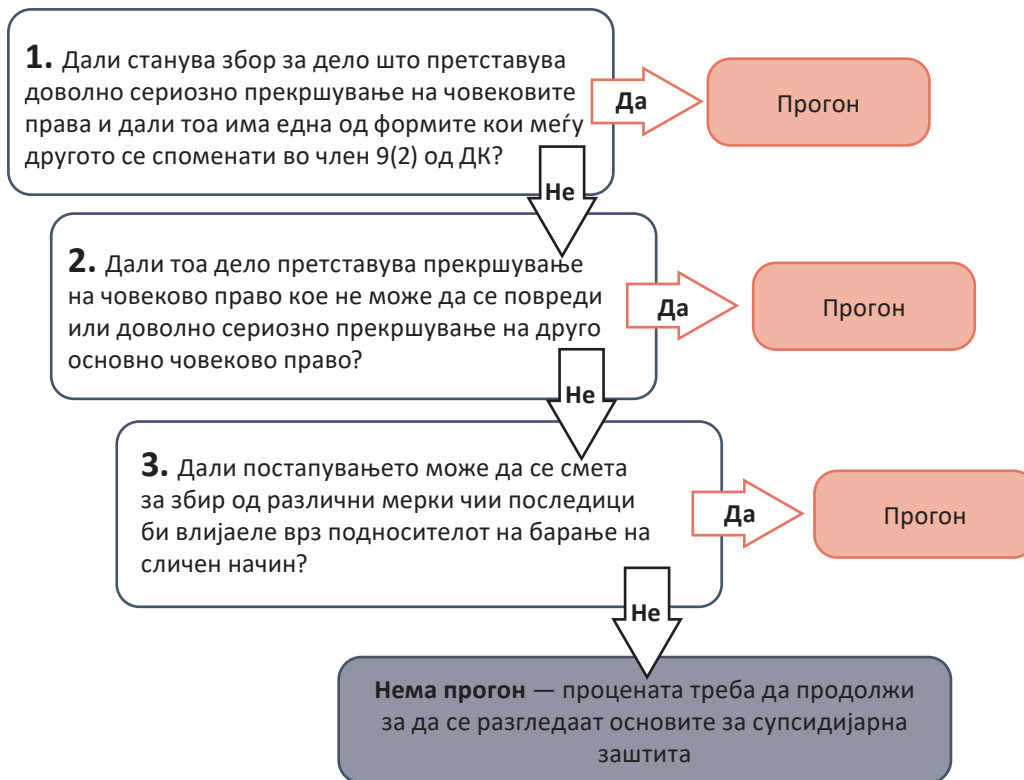 1. Дали станува збор за дело што претставува
доволно сериозно прекршување на човековите
права и дали тоа има една од формите кои меѓу
другото се споменати во член 9(2) од ДК?
Да
Прогон
Не
2. Дали тоа дело претставува прекршување
на човеково право кое не може да се повреди
или доволно сериозно прекршување на друго
основно човеково право?
Да
Прогон
Не
3. Дали постапувањето може да се смета
за збир од различни мерки чии последици
би влијаеле врз подносителот на барање на
сличен начин?
Да
Прогон
Не
Нема прогон — процената треба да продолжи
за да се разгледаат основите за супсидијарна
заштита